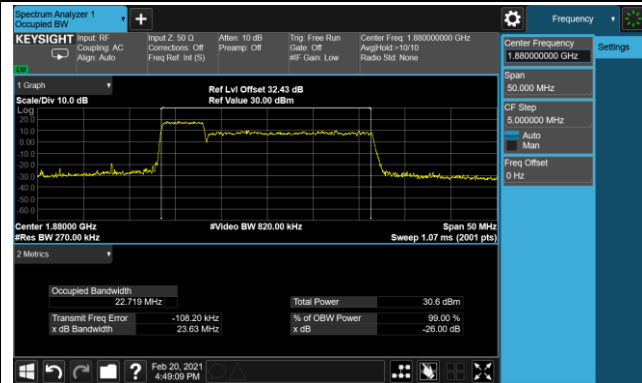 Spectrum Analyzer 1
Occupied BW
Frequency
KEYSIGHT
Input: RF
Coupling: AC
Align: Auto
Input Z: 50 Ω
Corrections: Off
Freq Ref: Int (S)
Atten: 10 dB
Preamp: Off
Trig: Free Run
Gate: Off
#IF Gain: Low
Center Freq: 1.880000000 GHz
Avg|Hold:>10/10
Radio Std: None
LXI
Center Frequency
1.880000000 GHz
Settings
Span
50.000 MHz
CF Step
5.000000 MHz
Auto
Man
Freq Offset
0 Hz
1 Graph
Scale/Div 10.0 dB
Ref Lvl Offset 32.43 dB
Ref Value 30.00 dBm
Log
20.0
10.0
0.00
-10.0
-20.0
-30.0
-40.0
-50.0
-60.0
Center 1.88000 GHz
#Res BW 270.00 kHz
#Video BW 820.00 kHz
Span 50 MHz
Sweep 1.07 ms (2001 pts)
2 Metrics
Occupied Bandwidth
22.719 MHz
Total Power 30.6 dBm
Transmit Freq Error -108.20 kHz
% of OBW Power 99.00 %
x dB Bandwidth 23.63 MHz
x dB -26.00 dB
?
Feb 20, 2021
4:49:09 PM